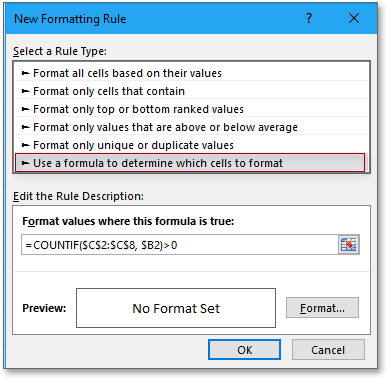 New Formatting Rule
?
Select a Rule Type:
► Format all cells based on their values
► Format only cells that contain
► Format only top or bottom ranked values
► Format only values that are above or below average
► Format only unique or duplicate values
► Use a formula to determine which cells to format
Edit the Rule Description:
Format values where this formula is true:
=COUNTIF($C$2:$C$8, $B2)>0
Preview:
No Format Set
Format...
OK
Cancel